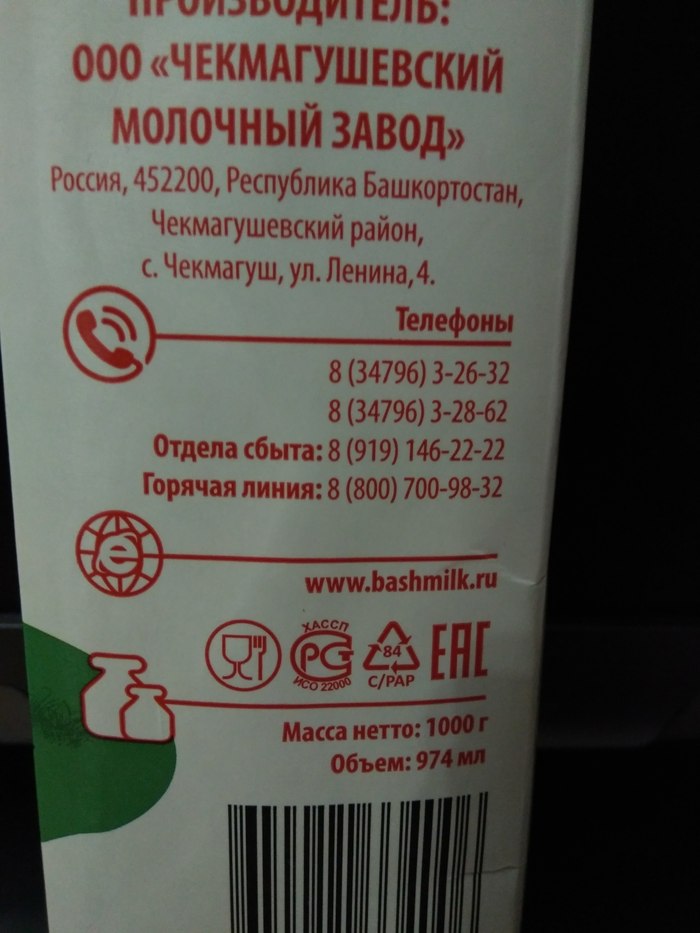 ПРОИЗВОДИТЕЛЬ:
ООО «ЧЕКМАГУШЕВСКИЙ
МОЛОЧНЫЙ ЗАВОД»
Россия, 452200, Республика Башкортостан,
Чекмагушевский район,
с. Чекмагуш, ул. Ленина,4.
Телефоны
8 (34796) 3-26-32
8 (34796) 3-28-62
Отдела сбыта: 8 (919) 146-22-22
Горячая линия: 8 (800) 700-98-32
e
www.bashmilk.ru
ХАССП
РСТ
ИСО 22000
84
C/PAP
EAC
Масса нетто: 1000 г
Объем: 974 мл